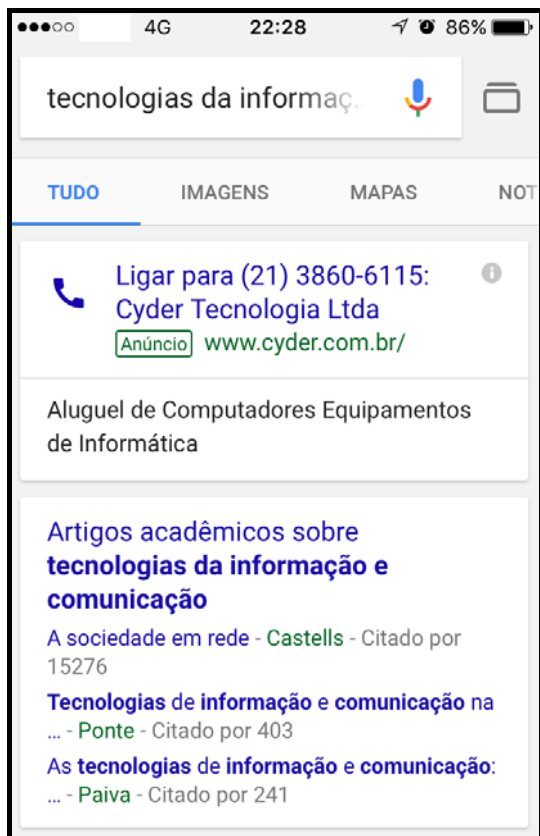 4G 22:28 86%
tecnologias da informaç..
TUDO IMAGENS MAPAS NOT
Ligar para (21) 3860-6115:
Cyder Tecnologia Ltda
Anúncio www.cyder.com.br/
Aluguel de Computadores Equipamentos
de Informática
Artigos acadêmicos sobre
tecnologias da informação e
comunicação
A sociedade em rede - Castells - Citado por
15276
Tecnologias de informação e comunicação na
... - Ponte - Citado por 403
As tecnologias de informação e comunicação:
... - Paiva - Citado por 241